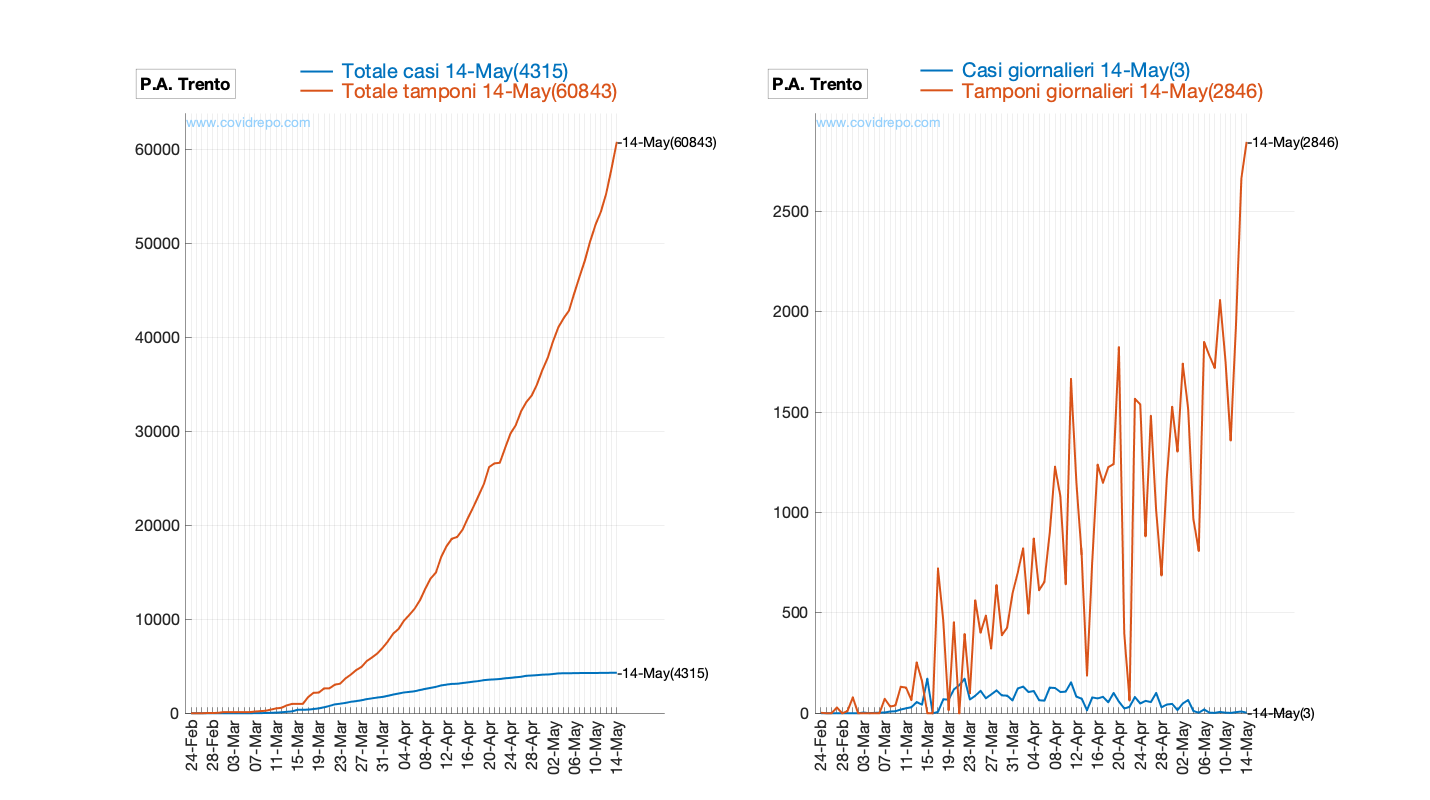 P.A. Trento
Totale casi 14-May(4315)
Totale tamponi 14-May(60843)
www.covidrepo.com
14-May(60843)
60000
50000
40000
30000
20000
10000
0
14-May(4315)
24-Feb
28-Feb
03-Mar
07-Mar
11-Mar
15-Mar
19-Mar
23-Mar
27-Mar
31-Mar
04-Apr
08-Apr
12-Apr
16-Apr
20-Apr
24-Apr
28-Apr
02-May
06-May
10-May
14-May
P.A. Trento
Casi giornalieri 14-May(3)
Tamponi giornalieri 14-May(2846)
www.covidrepo.com
14-May(2846)
2500
2000
1500
1000
500
0
14-May(3)
24-Feb
28-Feb
03-Mar
07-Mar
11-Mar
15-Mar
19-Mar
23-Mar
27-Mar
31-Mar
04-Apr
08-Apr
12-Apr
16-Apr
20-Apr
24-Apr
28-Apr
02-May
06-May
10-May
14-May